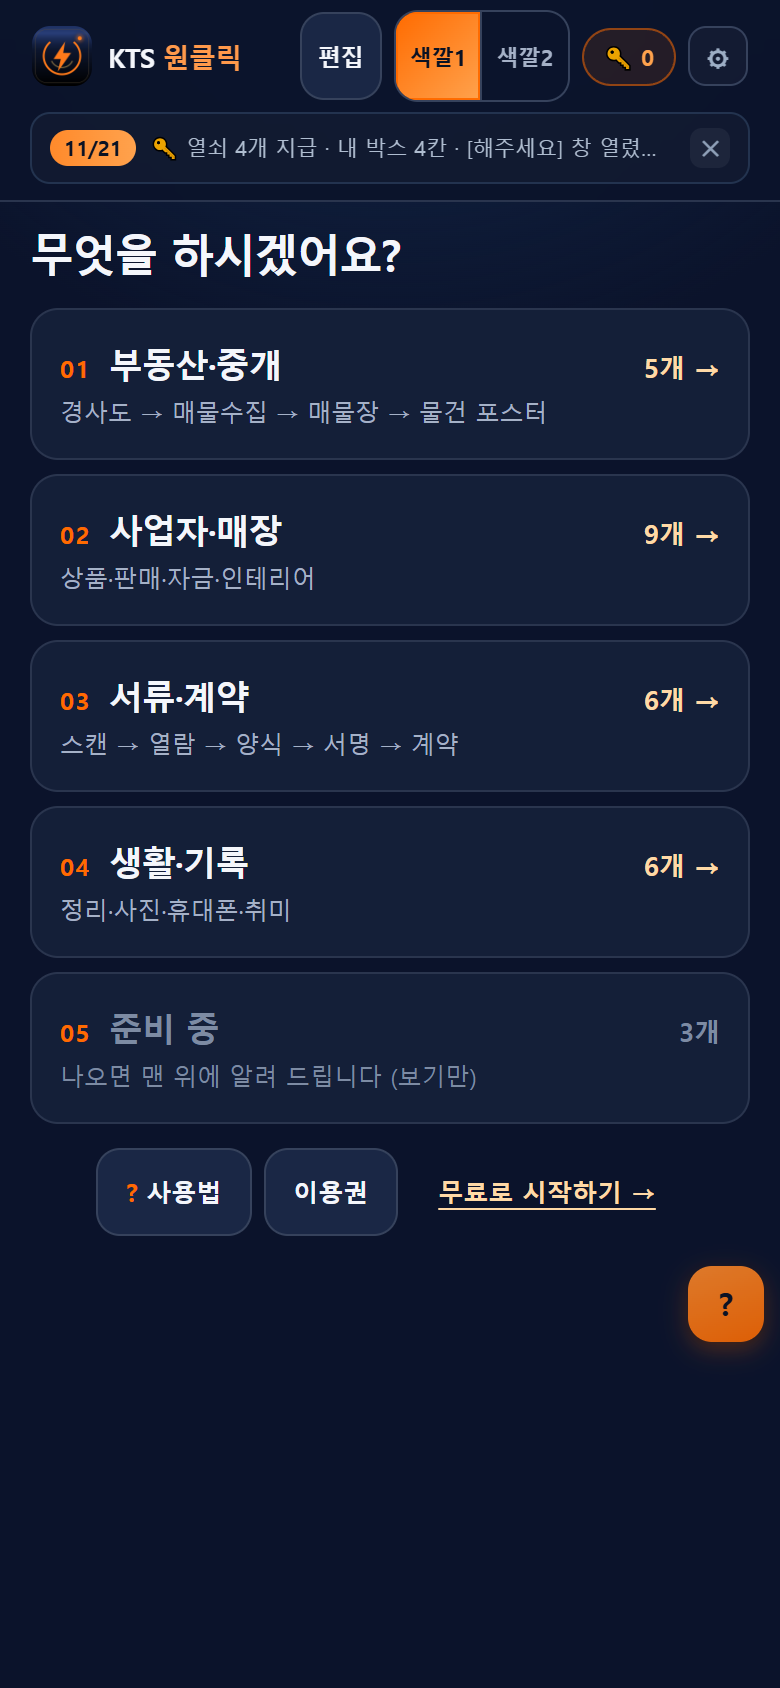 KTS 원클릭
편집
색깔1
색깔2
0
11/21 열쇠 4개 지급 · 내 박스 4칸 · [해주세요] 창 열렸...
무엇을 하시겠어요?
01 부동산·중개 5개 →
경사도 → 매물수집 → 매물장 → 물건 포스터
02 사업자·매장 9개 →
상품·판매·자금·인테리어
03 서류·계약 6개 →
스캔 → 열람 → 양식 → 서명 → 계약
04 생활·기록 6개 →
정리·사진·휴대폰·취미
05 준비 중 3개
나오면 맨 위에 알려 드립니다 (보기만)
? 사용법
이용권
무료로 시작하기 →
?